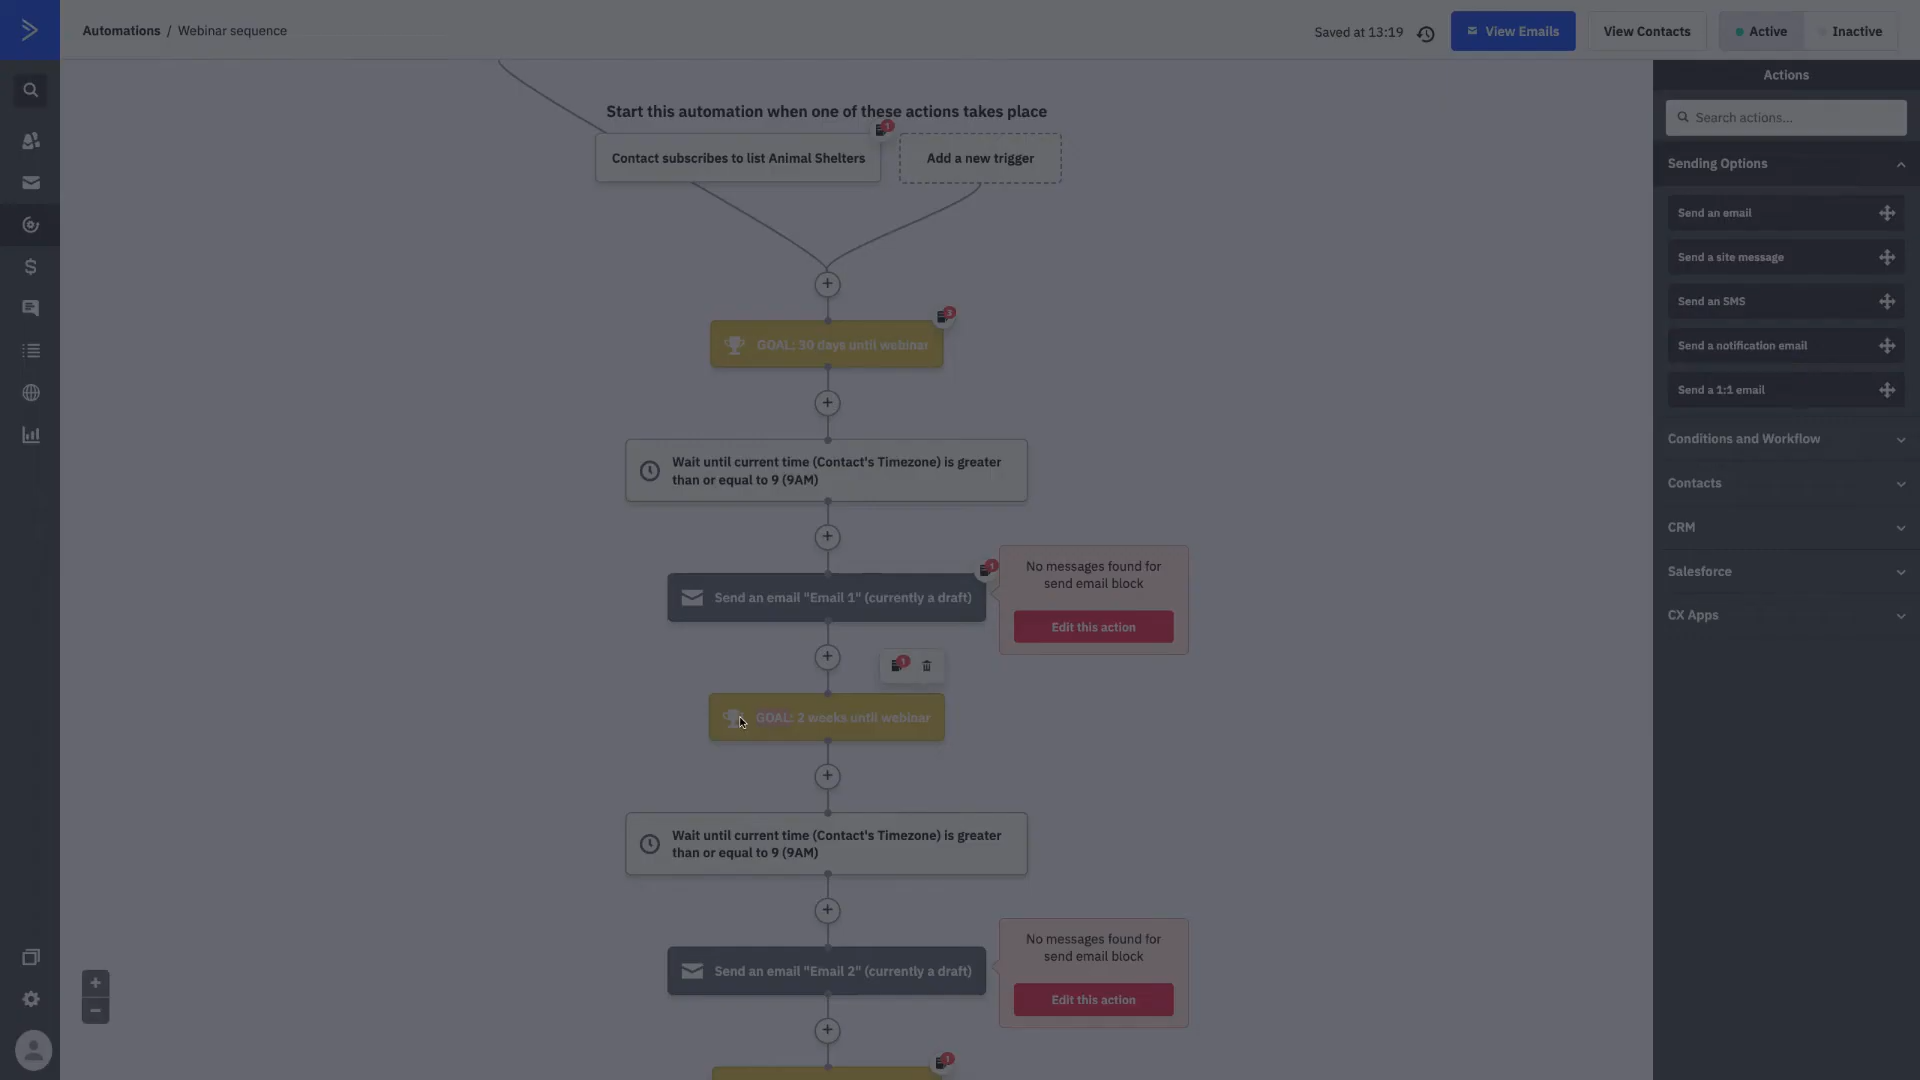 Automations / Webinar sequence
Saved at 13:19
View Emails
View Contacts
Active
Inactive
Actions
Search actions...
Sending Options
Send an email
Send a site message
Send an SMS
Send a notification email
Send a 1:1 email
Conditions and Workflow
Contacts
CRM
Salesforce
CX Apps
Start this automation when one of these actions takes place
1
Contact subscribes to list Animal Shelters
Add a new trigger
3
GOAL: 30 days until webinar
Wait until current time (Contact's Timezone) is greater
than or equal to 9 (9AM)
1
Send an email "Email 1" (currently a draft)
No messages found for
send email block
Edit this action
1
GOAL: 2 weeks until webinar
Wait until current time (Contact's Timezone) is greater
than or equal to 9 (9AM)
Send an email "Email 2" (currently a draft)
No messages found for
send email block
Edit this action
1